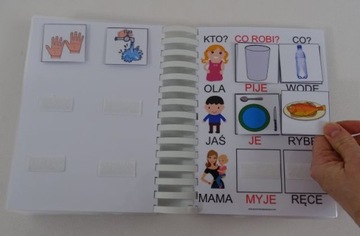 KTO? CO ROBI? CO?
OLA PIJE WODĘ
JAŚ JE RYBĘ
MAMA MYJE RĘCE